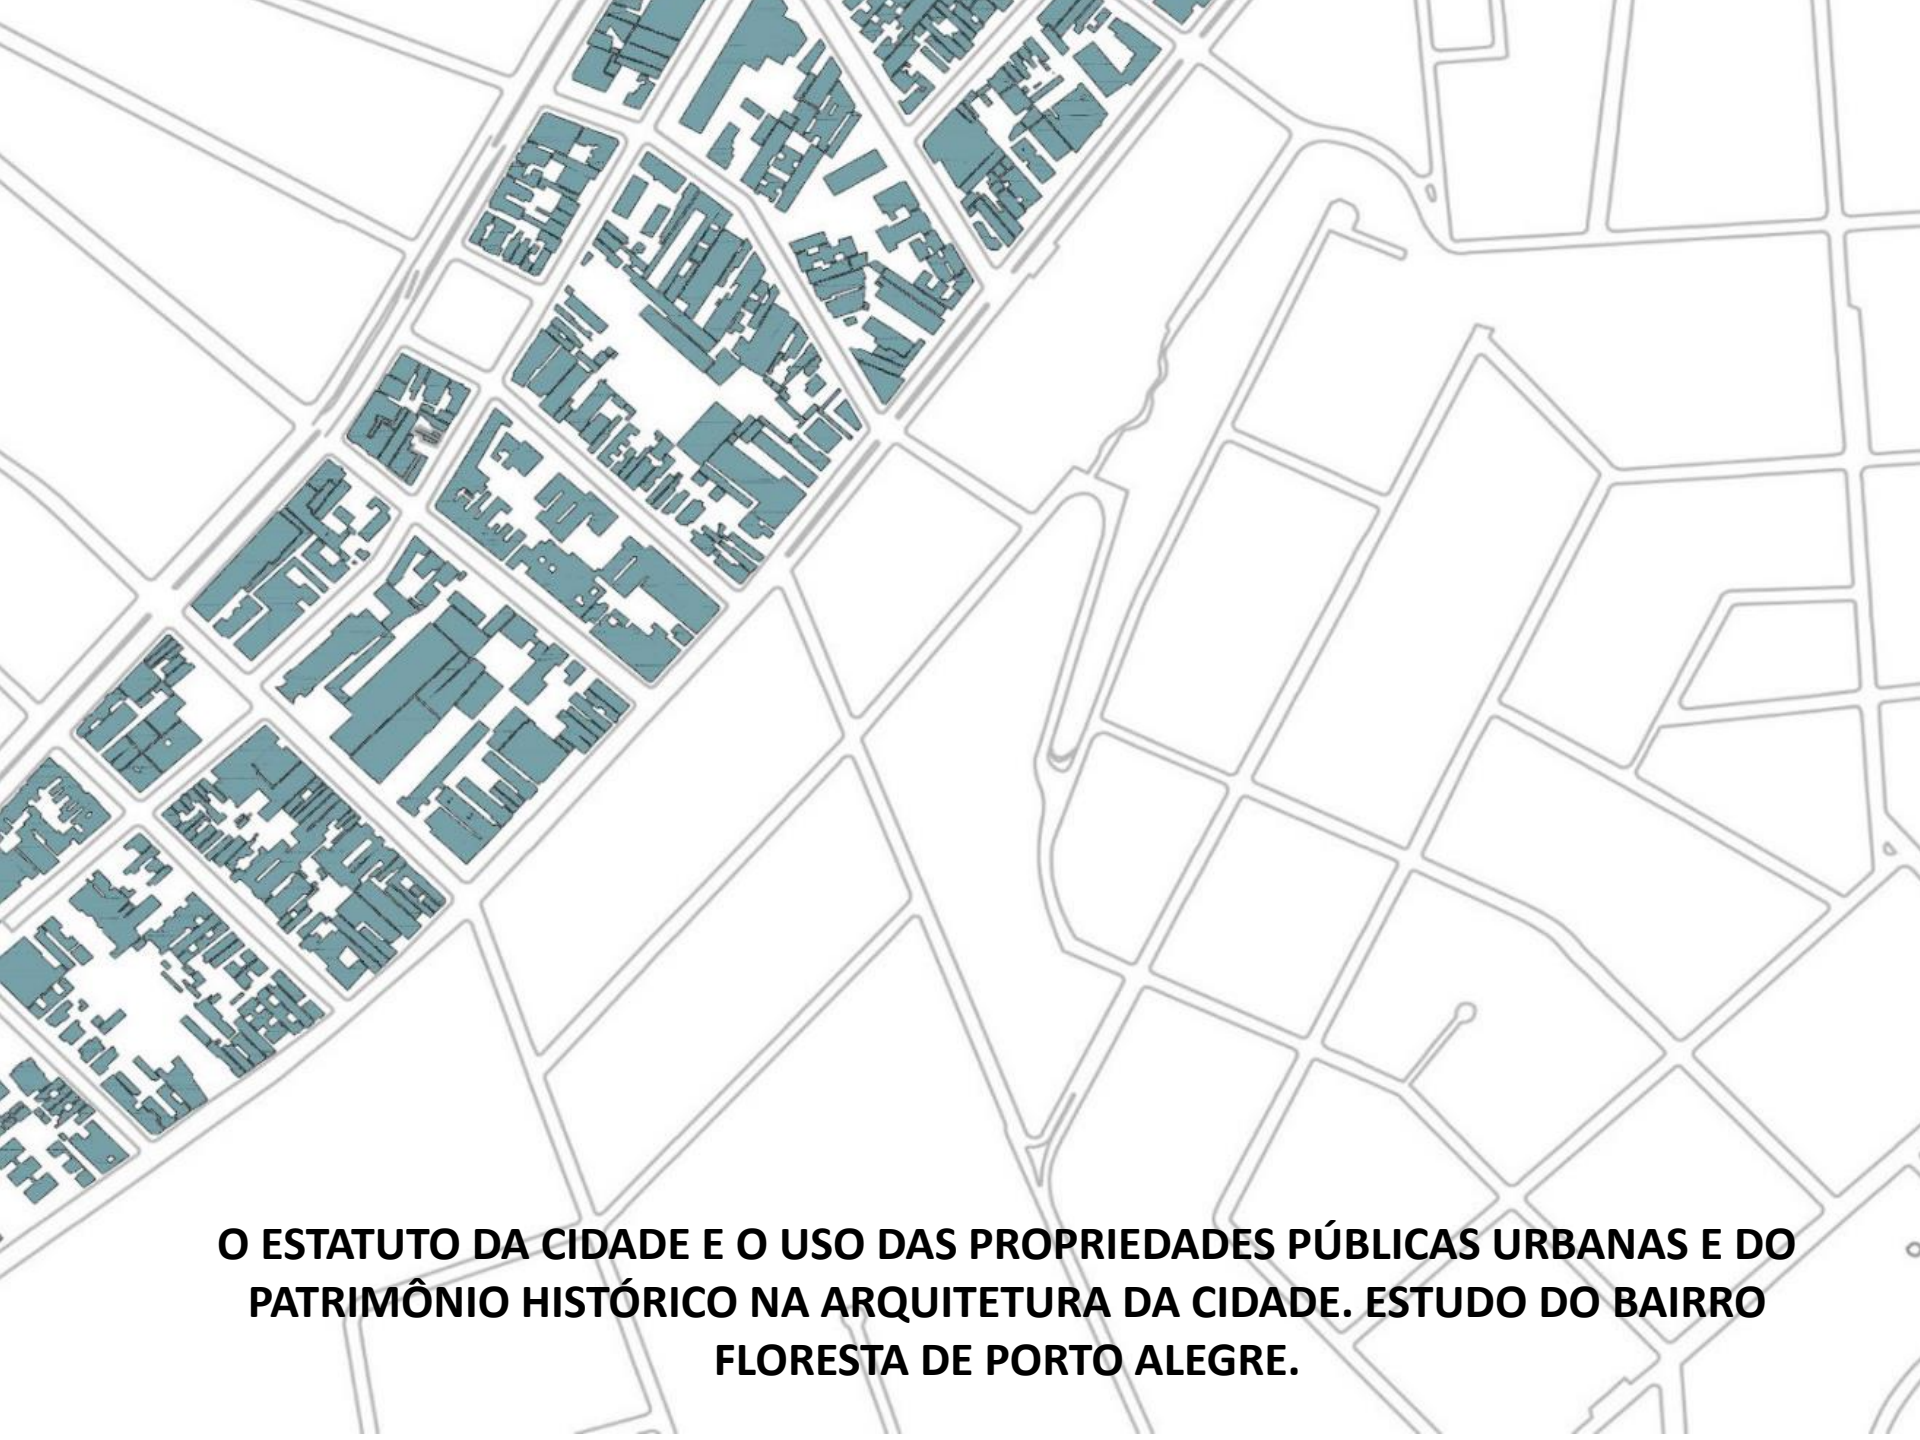 O ESTATUTO DA CIDADE E O USO DAS PROPRIEDADES PÚBLICAS URBANAS E DO
PATRIMÔNIO HISTÓRICO NA ARQUITETURA DA CIDADE. ESTUDO DO BAIRRO
FLORESTA DE PORTO ALEGRE.